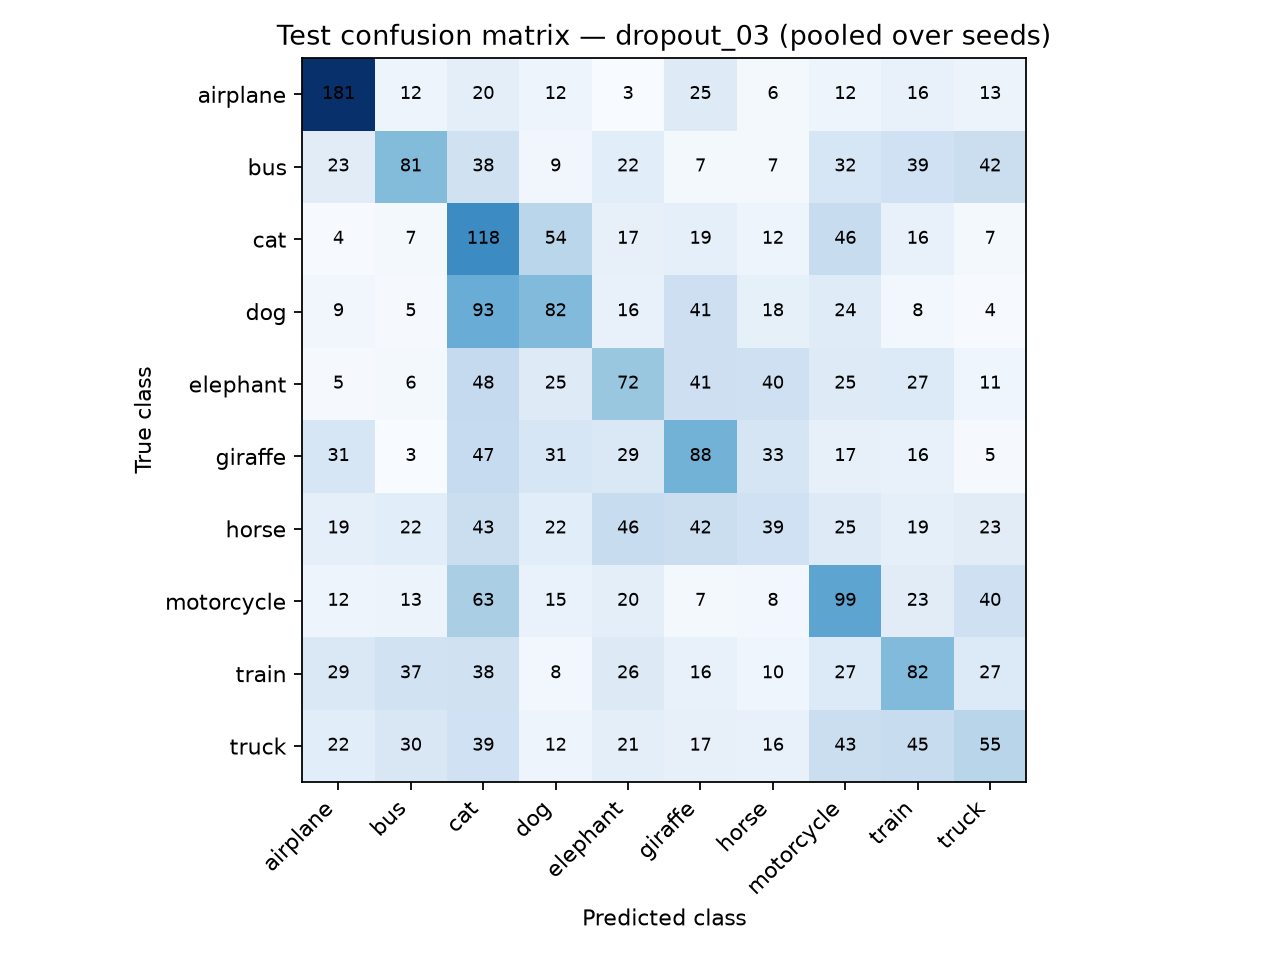 Test confusion matrix — dropout_03 (pooled over seeds)
airplane 181 12 20 12 3 25 6 12 16 13
bus 23 81 38 9 22 7 7 32 39 42
cat 4 7 118 54 17 19 12 46 16 7
dog 9 5 93 82 16 41 18 24 8 4
elephant 5 6 48 25 72 41 40 25 27 11
giraffe 31 3 47 31 29 88 33 17 16 5
horse 19 22 43 22 46 42 39 25 19 23
motorcycle 12 13 63 15 20 7 8 99 23 40
train 29 37 38 8 26 16 10 27 82 27
truck 22 30 39 12 21 17 16 43 45 55
True class
airplane bus cat dog elephant giraffe horse motorcycle train truck
Predicted class